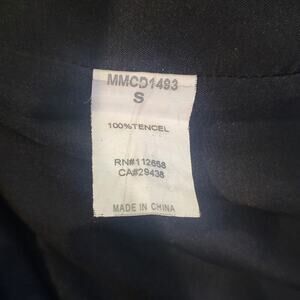 MMCD1493
S
100%TENCEL
RN#112658
CA#29438
MADE IN CHINA